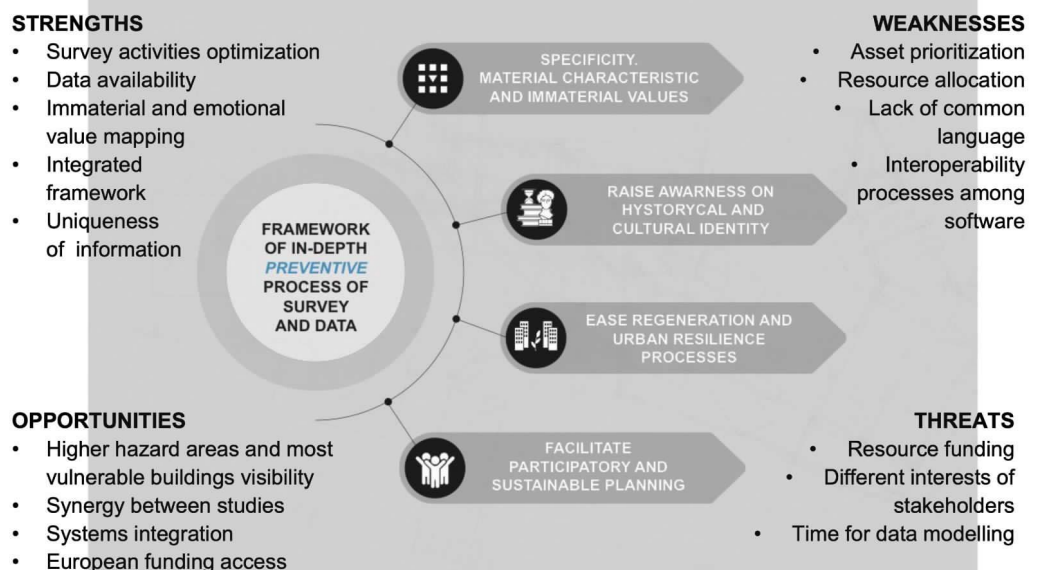 STRENGTHS
• Survey activities optimization
• Data availability
• Immaterial and emotional
value mapping
• Integrated
framework
• Uniqueness
of information
WEAKNESSES
• Asset prioritization
• Resource allocation
• Lack of common
language
• Interoperability
processes among
software
FRAMEWORK
OF IN-DEPTH
PREVENTIVE
PROCESS OF
SURVEY
AND DATA
SPECIFICITY.
MATERIAL CHARACTERISTIC
AND IMMATERIAL VALUES
RAISE AWARNESS ON
HYSTORYCAL AND
CULTURAL IDENTITY
EASE REGENERATION AND
URBAN RESILIENCE
PROCESSES
FACILITATE
PARTICIPATORY AND
SUSTAINABLE PLANNING
OPPORTUNITIES
• Higher hazard areas and most
vulnerable buildings visibility
• Synergy between studies
• Systems integration
• European funding access
THREATS
• Resource funding
• Different interests of
stakeholders
• Time for data modelling